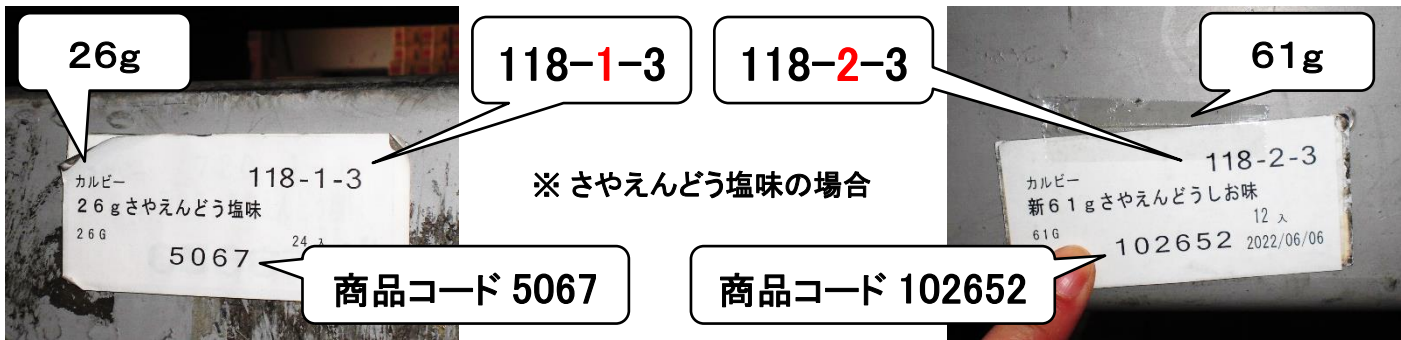 26g
118-1-3
118-2-3
61g
カルビー
118-1-3
26gさやえんどう塩味
26G
24入
5067
※ さやえんどう塩味の場合
カルビー
118-2-3
新61gさやえんどうしお味
61G
12入
102652
2022/06/06
商品コード 5067
商品コード 102652